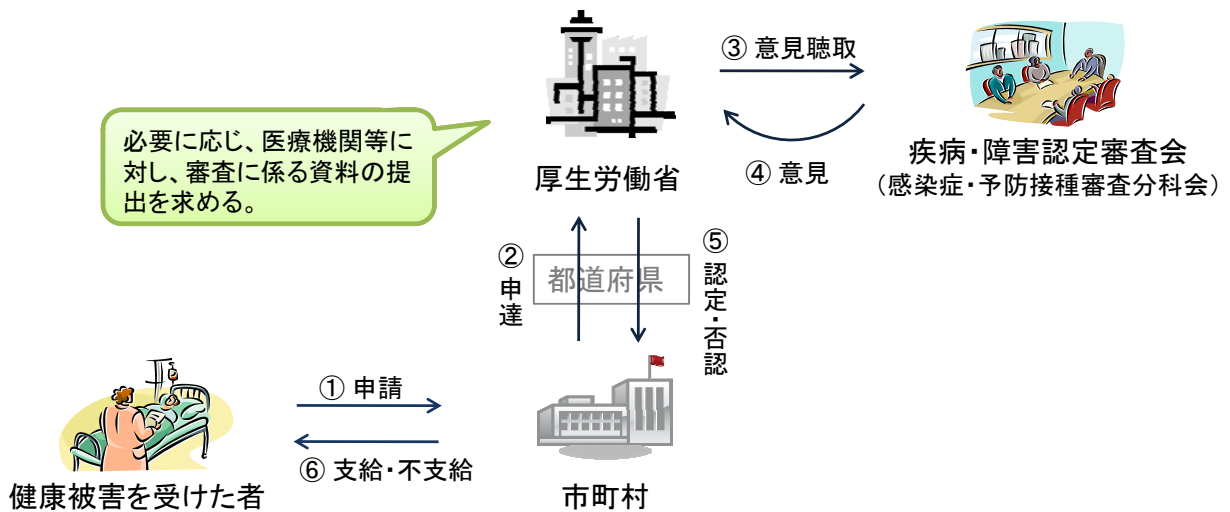 ③ 意見聴取
必要に応じ、医療機関等に
対し、審査に係る資料の提
出を求める。
厚生労働省
④ 意見
疾病・障害認定審査会
(感染症・予防接種審査分科会)
②申達
都道府県
⑤認定・否認
① 申請
⑥ 支給・不支給
健康被害を受けた者
市町村